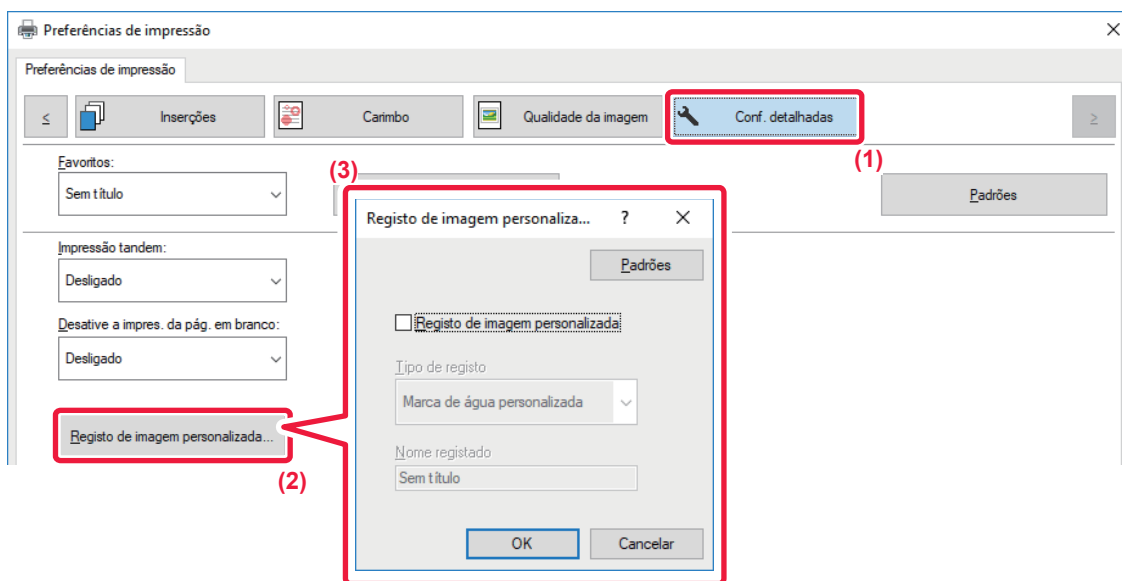 Preferências de impressão
Preferências de impressão
<
Inserções
Carimbo
Qualidade da imagem
Conf. detalhadas
>
(1)
Favoritos:
Sem título
(3)
Padrões
Registo de imagem personaliza... ?
Padrões
Impressão tandem:
Desligado
Desative a impres. da pág. em branco:
Desligado
Registo de imagem personalizada
Tipo de registo
Marca de água personalizada
Registo de imagem personalizada...
(2)
Nome registado
Sem título
OK
Cancelar